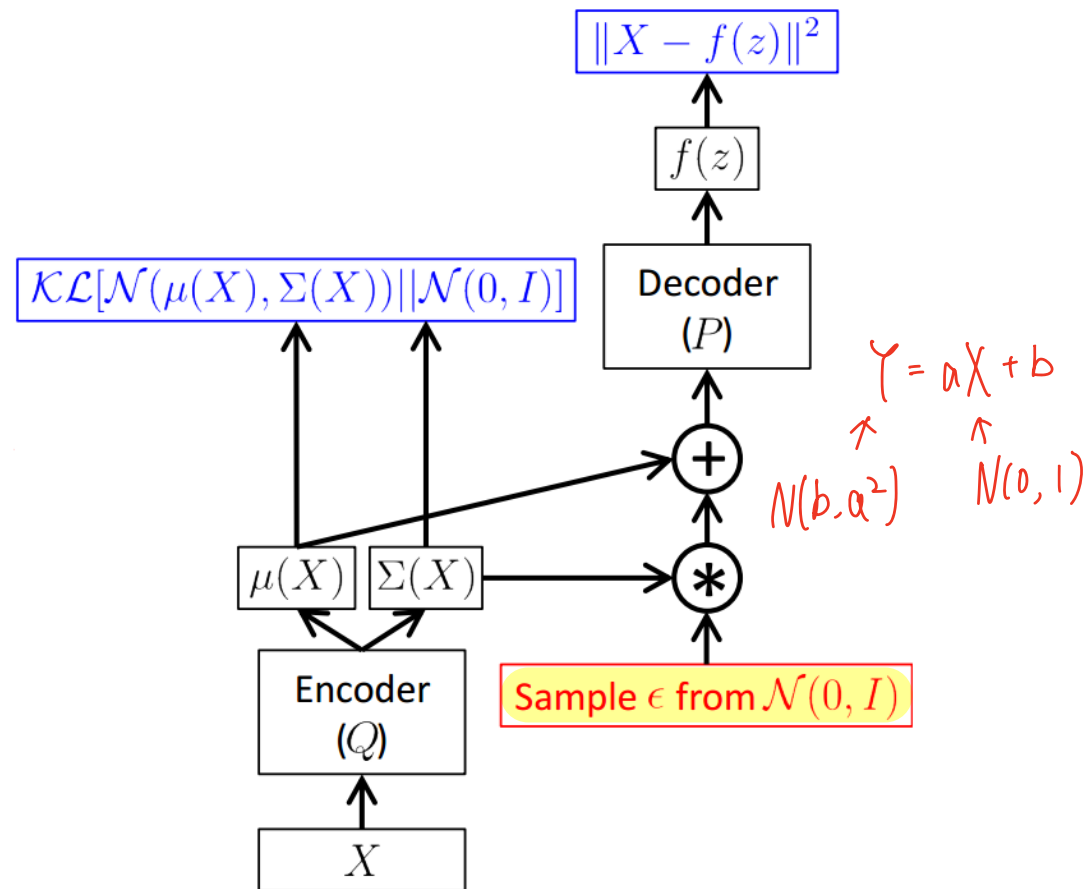 ‖X − f(z)‖²
f(z)
Decoder
(P)
𝒦ℒ[𝒩(μ(X), Σ(X))||𝒩(0, I)]
Y = aX + b
N(b, a²)
N(0, 1)
+
μ(X)
Σ(X)
*
Encoder
(Q)
Sample ϵ from 𝒩(0, I)
X